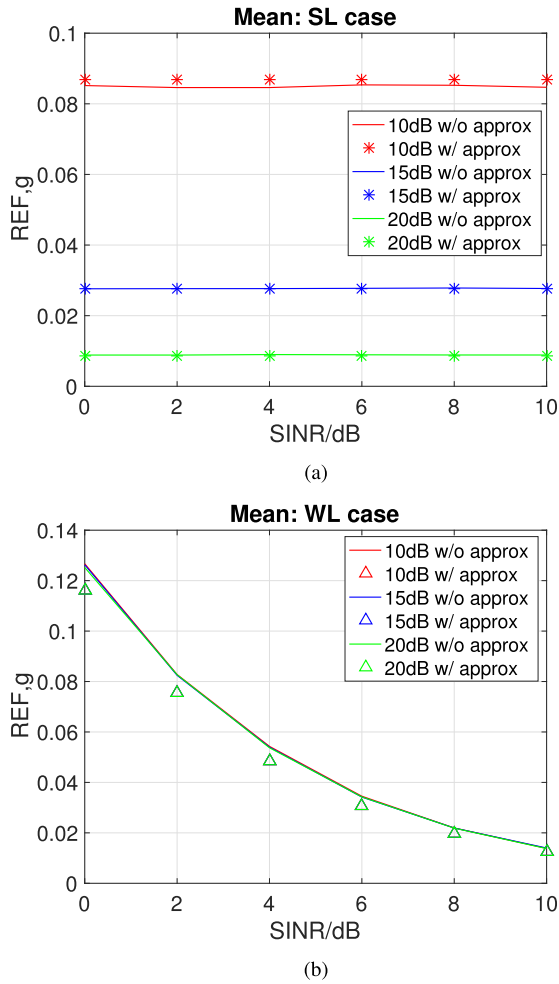 Mean: SL case
0.1
0.08
0.06
0.04
0.02
0
REF,g
10dB w/o approx
10dB w/ approx
15dB w/o approx
15dB w/ approx
20dB w/o approx
20dB w/ approx
0 2 4 6 8 10
SINR/dB
(a)
Mean: WL case
0.14
0.12
0.1
0.08
0.06
0.04
0.02
0
REF,g
10dB w/o approx
10dB w/ approx
15dB w/o approx
15dB w/ approx
20dB w/o approx
20dB w/ approx
0 2 4 6 8 10
SINR/dB
(b)